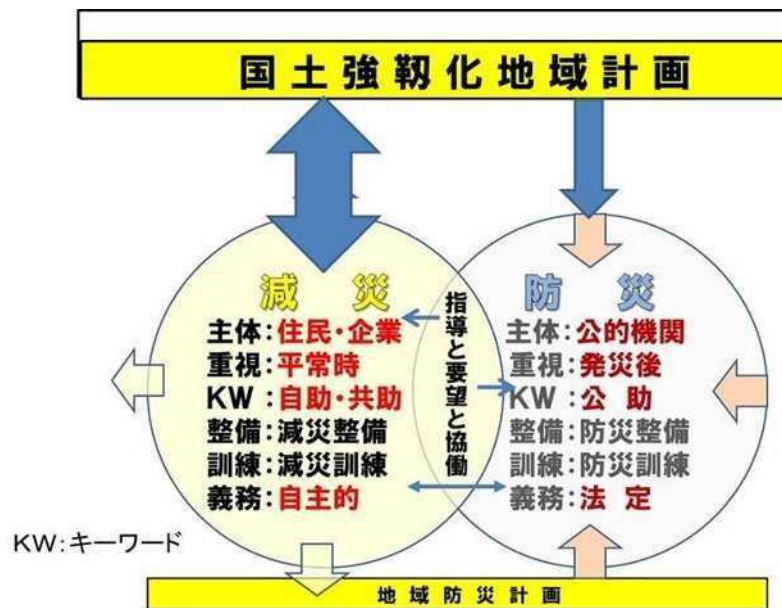 国土強靱化地域計画
減 災
主体:住民・企業
重視:平常時
KW:自助・共助
整備:減災整備
訓練:減災訓練
義務:自主的
指導と要望と協働
防 災
主体:公的機関
重視:発災後
KW:公 助
整備:防災整備
訓練:防災訓練
義務:法 定
KW:キーワード
地域防災計画